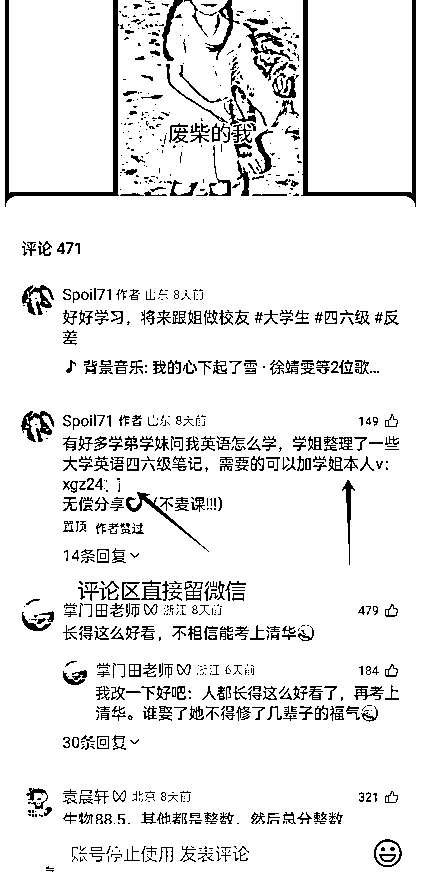 废柴的我
评论 471
Spoil71 作者 山东 8天前
好好学习，将来跟姐做校友 #大学生 #四六级 #反
差
背景音乐: 我的心下起了雪 · 徐婧雯等2位歌...
Spoil71 作者 山东 8天前
149
有好多学弟学妹问我英语怎么学，学姐整理了一些
大学英语四六级笔记，需要的可以加学姐本人v：
xgz24
无偿分享 （不卖课!!!）
置顶 作者赞过
14条回复
评论区直接留微信
掌门田老师 浙江 8天前
479
长得这么好看，不相信能考上清华
掌门田老师 浙江 6天前
184
我改一下好吧：人都长得这么好看了，再考上
清华。谁娶了她不得修了几辈子的福气
30条回复
袁晨轩 北京 8天前
321
生物88.5，其他都是整数，然后总分整数
账号停止使用 发表评论